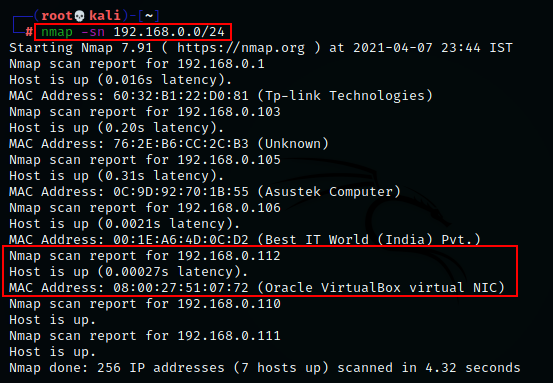 (root💀kali)-[~]
# nmap -sn 192.168.0.0/24
Starting Nmap 7.91 ( https://nmap.org ) at 2021-04-07 23:44 IST
Nmap scan report for 192.168.0.1
Host is up (0.016s latency).
MAC Address: 60:32:B1:22:D0:81 (Tp-link Technologies)
Nmap scan report for 192.168.0.103
Host is up (0.20s latency).
MAC Address: 76:2E:B6:CC:2C:B3 (Unknown)
Nmap scan report for 192.168.0.105
Host is up (0.31s latency).
MAC Address: 0C:9D:92:70:1B:55 (Asustek Computer)
Nmap scan report for 192.168.0.106
Host is up (0.0021s latency).
MAC Address: 00:1E:A6:4D:0C:D2 (Best IT World (India) Pvt.)
Nmap scan report for 192.168.0.112
Host is up (0.00027s latency).
MAC Address: 08:00:27:51:07:72 (Oracle VirtualBox virtual NIC)
Nmap scan report for 192.168.0.110
Host is up.
Nmap scan report for 192.168.0.111
Host is up.
Nmap done: 256 IP addresses (7 hosts up) scanned in 4.32 seconds